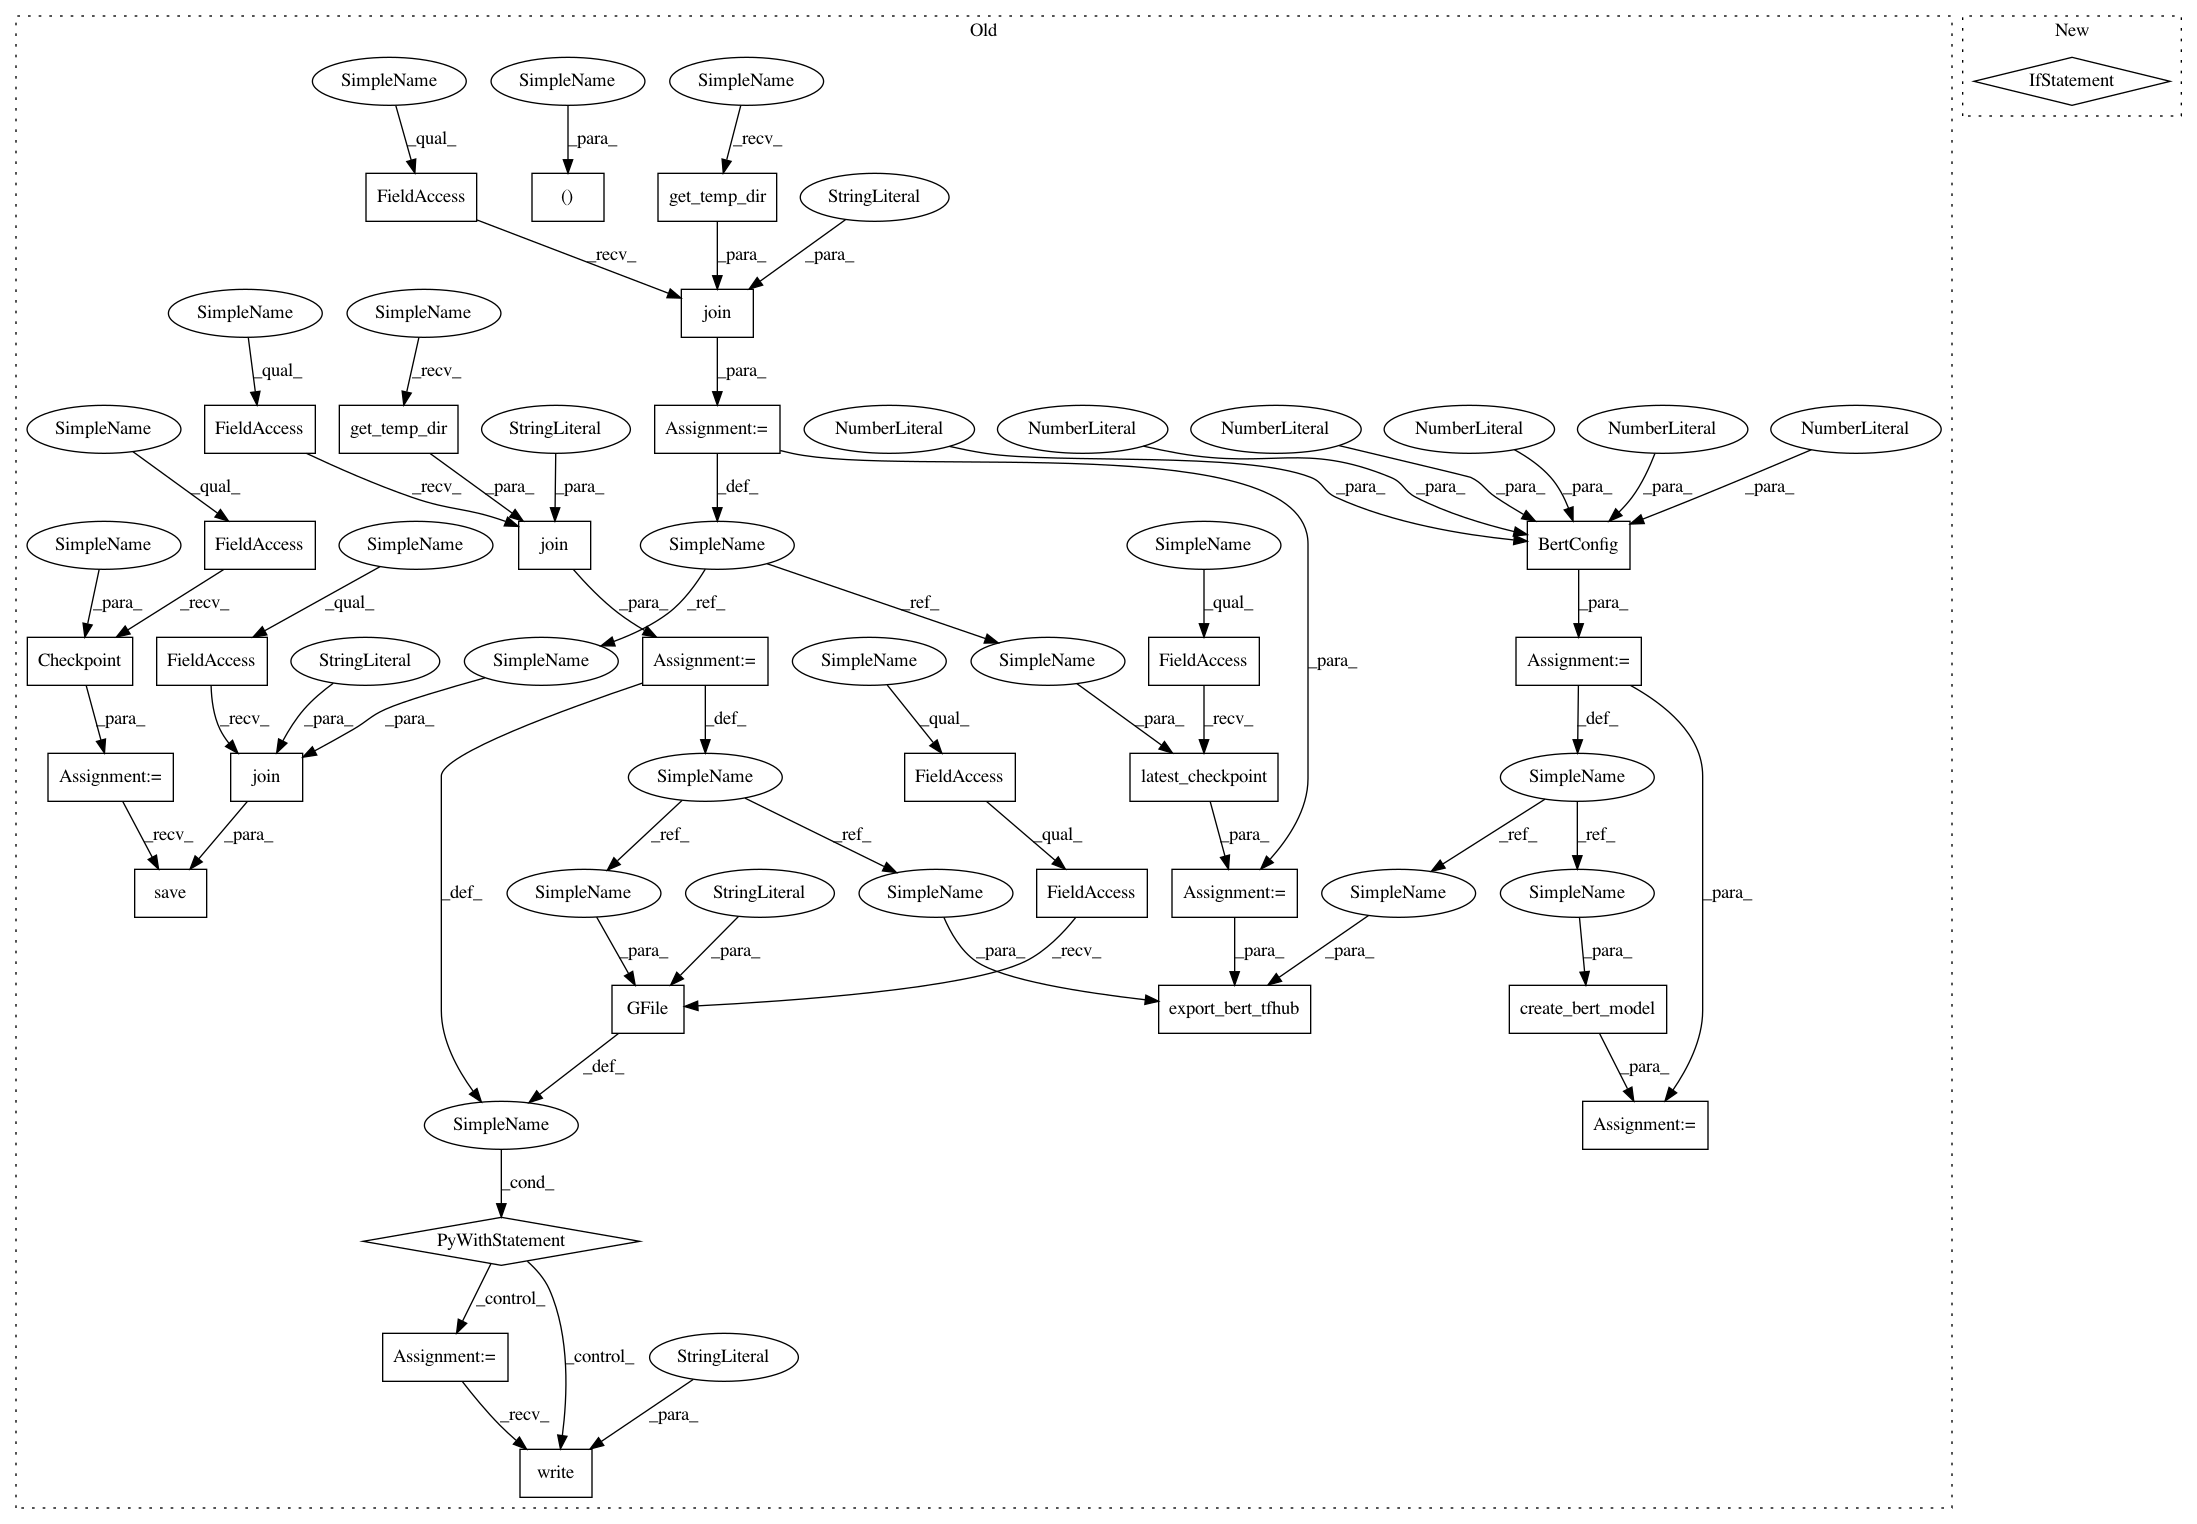 Old
New
SimpleName
SimpleName
SimpleName
IfStatement
_qual_
_para_
_recv_
FieldAccess
()
get_temp_dir
StringLiteral
_recv_
_para_
_para_
SimpleName
SimpleName
join
_qual_
_recv_
_para_
SimpleName
FieldAccess
get_temp_dir
StringLiteral
Assignment:=
NumberLiteral
NumberLiteral
NumberLiteral
NumberLiteral
NumberLiteral
NumberLiteral
_qual_
_recv_
_para_
_para_
_def_
_para_
_para_
_para_
_para_
_para_
_para_
SimpleName
FieldAccess
SimpleName
join
SimpleName
SimpleName
BertConfig
_para_
_recv_
_qual_
_para_
_ref_
_ref_
_qual_
_para_
Checkpoint
FieldAccess
StringLiteral
SimpleName
Assignment:=
SimpleName
SimpleName
FieldAccess
_para_
Assignment:=
_para_
_recv_
_para_
_para_
_def_
_qual_
_para_
_recv_
_def_
Assignment:=
join
SimpleName
FieldAccess
latest_checkpoint
SimpleName
_recv_
_para_
_ref_
_ref_
_qual_
_para_
_ref_
_ref_
save
_def_
SimpleName
StringLiteral
SimpleName
FieldAccess
Assignment:=
SimpleName
SimpleName
_para_
_para_
_para_
_para_
_recv_
_para_
_para_
_para_
GFile
export_bert_tfhub
create_bert_model
_def_
_para_
SimpleName
Assignment:=
_cond_
PyWithStatement
_control_
Assignment:=
_control_
StringLiteral
_recv_
_para_
write